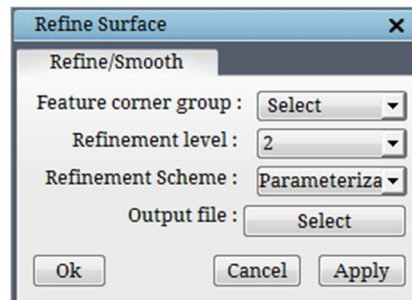 Refine Surface
Refine/Smooth
Feature corner group : Select
Refinement level : 2
Refinement Scheme : Parameteriza
Output file : Select
Ok Cancel Apply